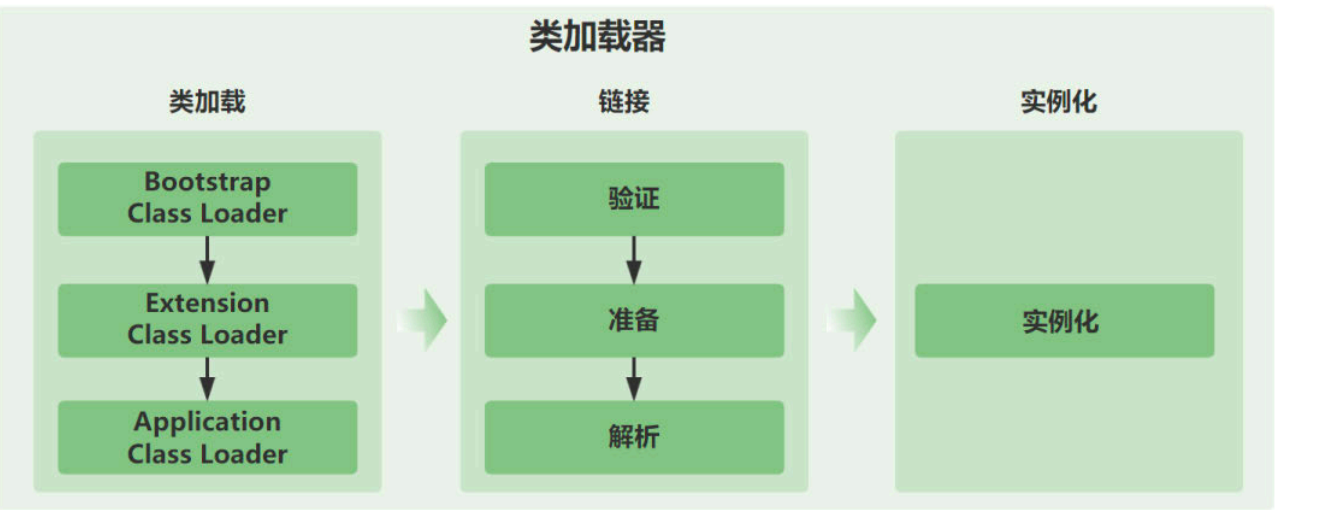 类加载器
类加载
Bootstrap
Class Loader
Extension
Class Loader
Application
Class Loader
链接
验证
准备
解析
实例化
实例化